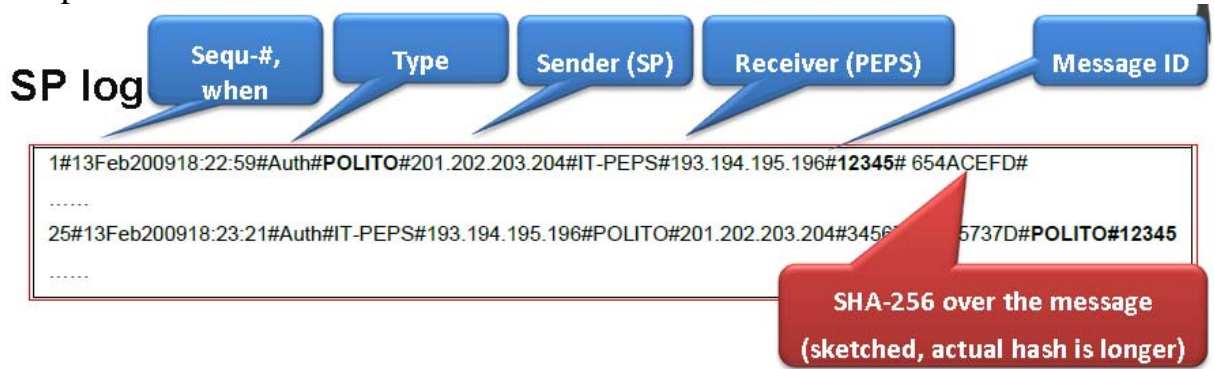 Sequ-#,
when
Type
Sender (SP)
Receiver (PEPS)
Message ID
SP log
1#13Feb200918:22:59#Auth#POLITO#201.202.203.204#IT-PEPS#193.194.195.196#12345# 654ACEFD#
......
25#13Feb200918:23:21#Auth#IT-PEPS#193.194.195.196#POLITO#201.202.203.204#3456 5737D#POLITO#12345
......
SHA-256 over the message
(sketched, actual hash is longer)